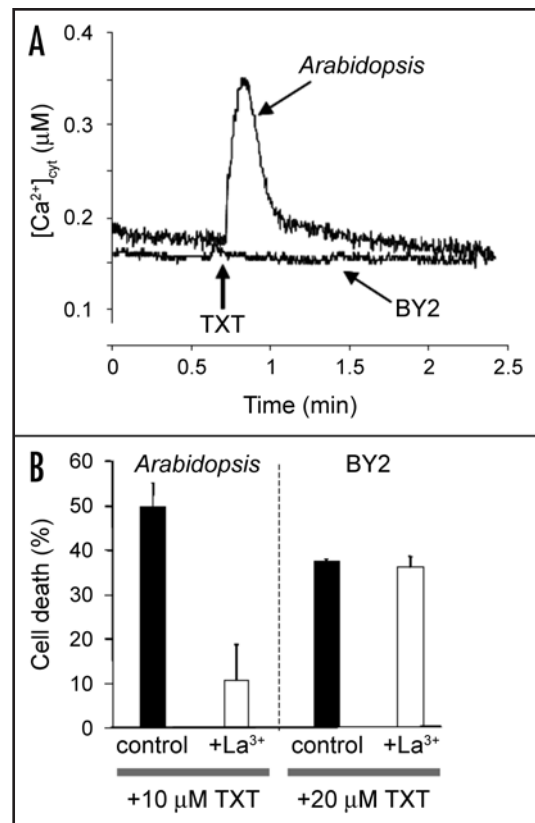 A
0.4
0.3
0.2
0.1
[Ca²⁺]cyt (μM)
Arabidopsis
TXT
BY2
0 0.5 1 1.5 2 2.5
Time (min)
B
Arabidopsis BY2
60
50
40
30
20
10
0
Cell death (%)
control +La³⁺ control +La³⁺
+10 μM TXT +20 μM TXT